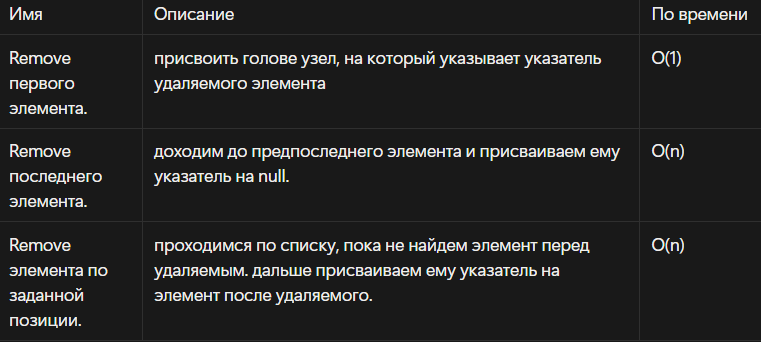 Имя Описание По времени
Remove первого элемента. присвоить голове узел, на который указывает указатель удаляемого элемента O(1)
Remove последнего элемента. доходим до предпоследнего элемента и присваиваем ему указатель на null. O(n)
Remove элемента по заданной позиции. проходимся по списку, пока не найдем элемент перед удаляемым. дальше присваиваем ему указатель на элемент после удаляемого. O(n)